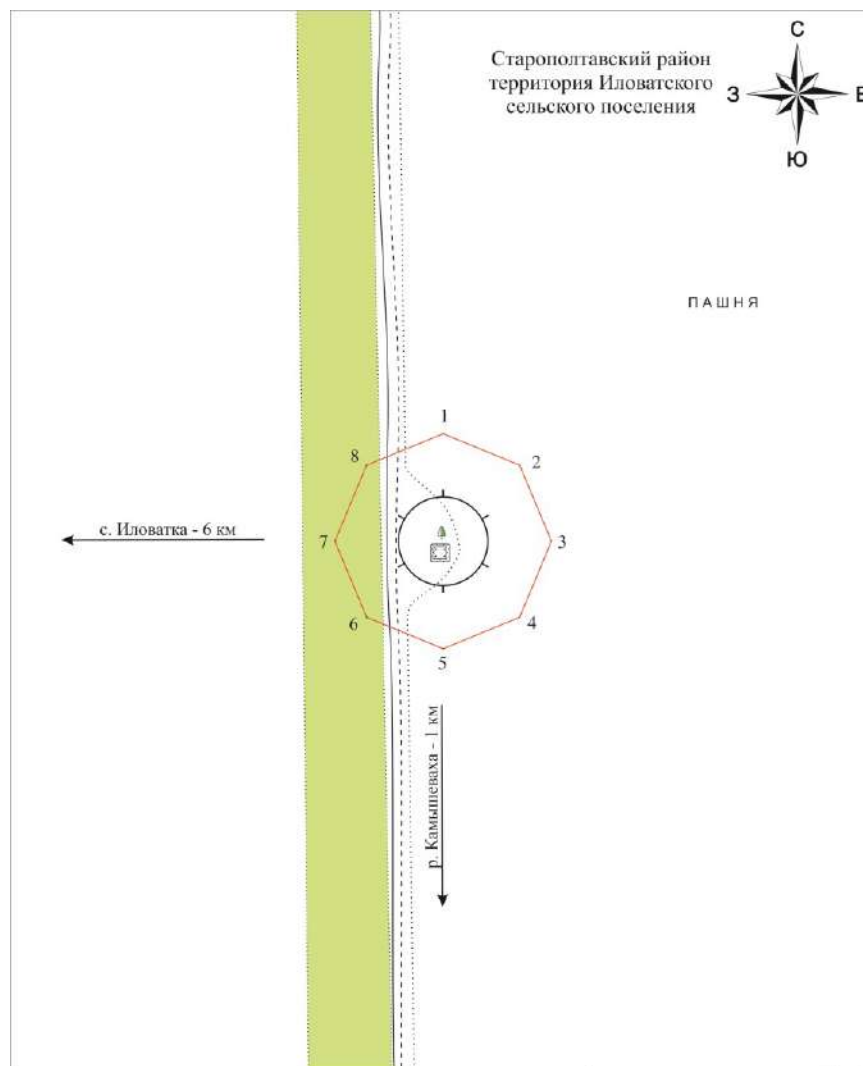 С
Старополтавский район
территория Иловатского
сельского поселения
З
В
Ю
ПАШНЯ
1
8
2
с. Иловатка - 6 км
7
3
6
4
5
р. Камышеваха - 1 км